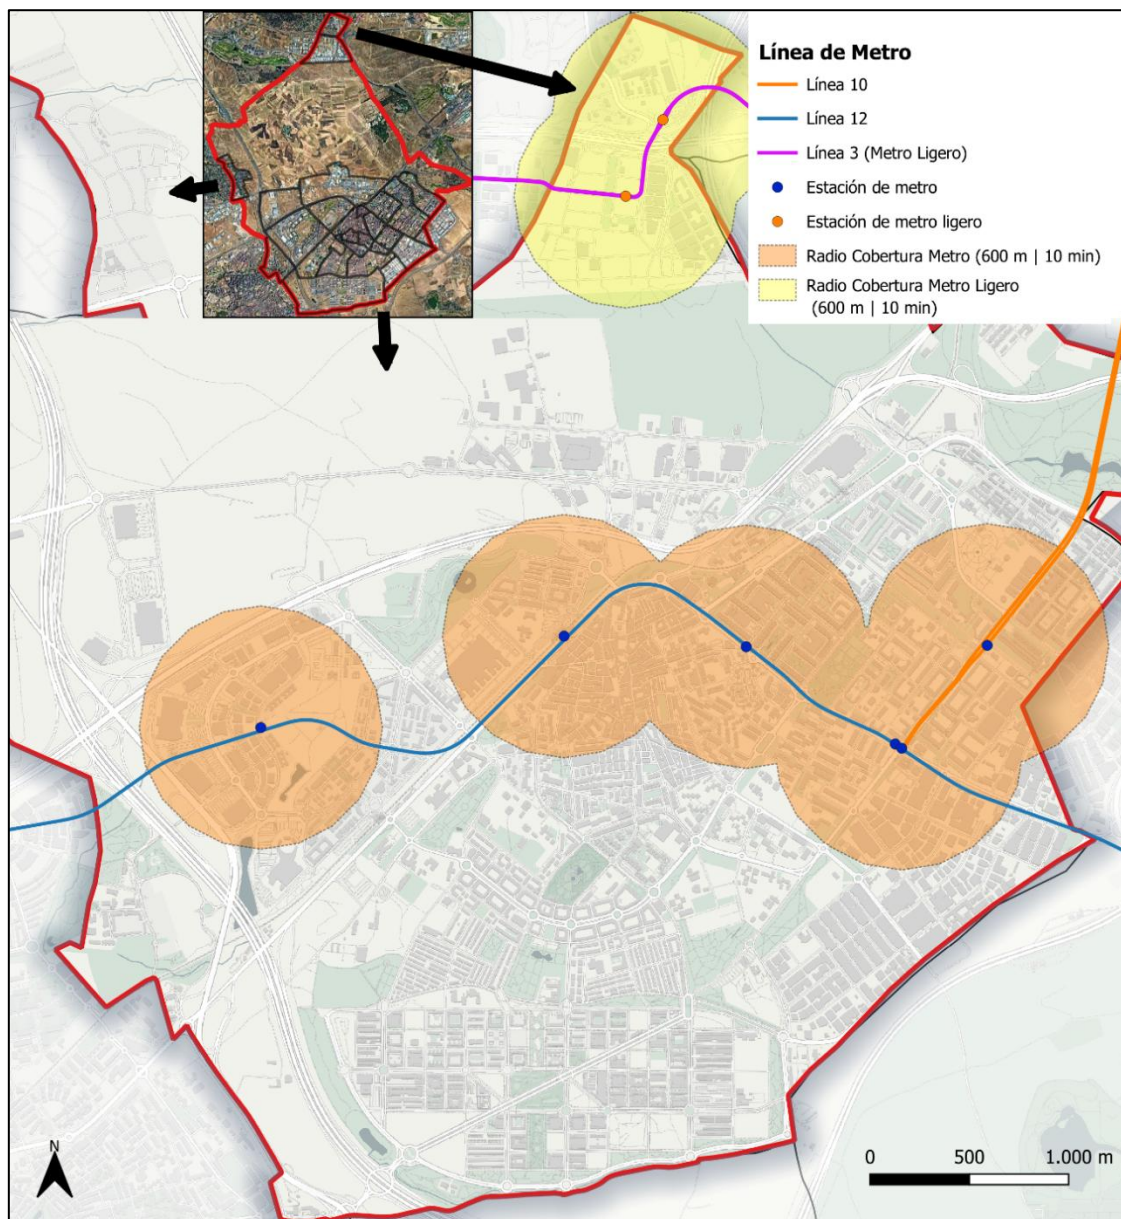 Línea de Metro
Línea 10
Línea 12
Línea 3 (Metro Ligero)
Estación de metro
Estación de metro ligero
Radio Cobertura Metro (600 m | 10 min)
Radio Cobertura Metro Ligero
(600 m | 10 min)
N
0 500 1.000 m